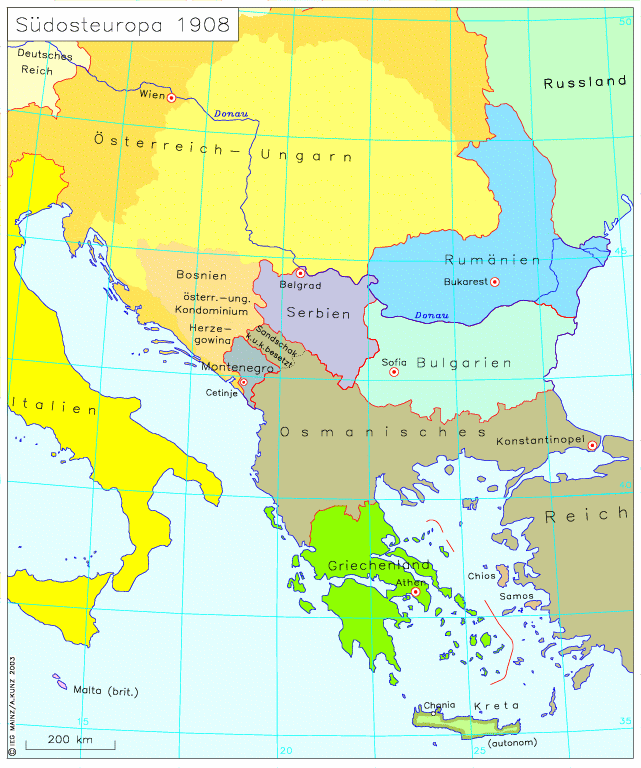 Südosteuropa 1908
50
Deutsches
Reich
Russland
Wien
Donau
Österreich- Ungarn
45
Rumänien
Bosnien
Bukarest
Belgrad
österr.-ung.
Kondominium
Serbien
Donau
Herze-
gowina
Sandschak
k.u.k.besetzt
Sofia
Bulgarien
Montenegro
Cetinje
Italien
Osmanisches
Konstantinopel
40
Reich
Griechenland
Chios
Athen
Samos
Malta (brit.)
Chania
Kreta
15
35
200 km
20
25
(autonom)
© IEG MAINZ/A.KUNZ 2003